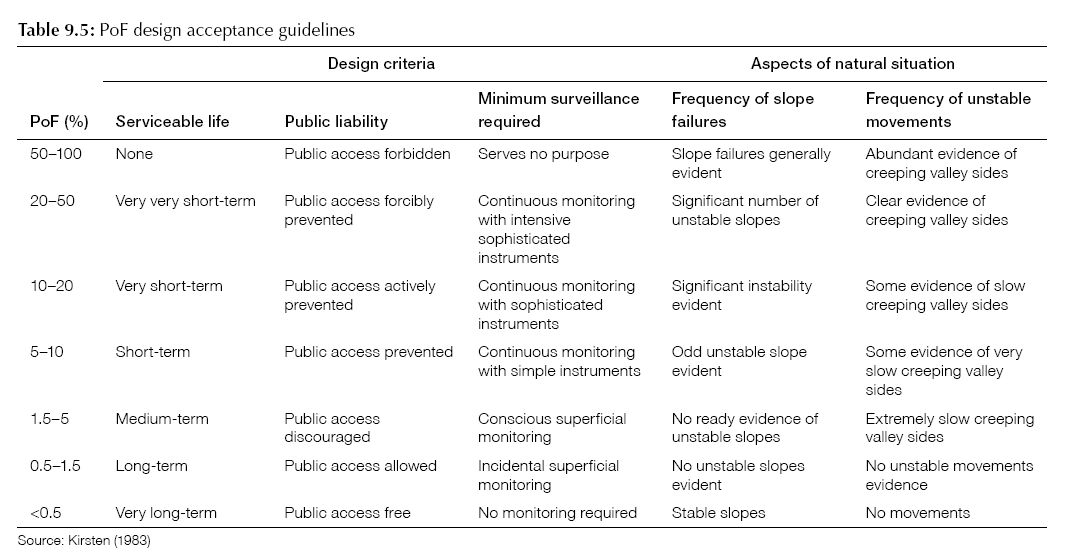 Table 9.5: PoF design acceptance guidelines
Design criteria Aspects of natural situation
PoF (%) Serviceable life Public liability Minimum surveillance required Frequency of slope failures Frequency of unstable movements
50–100 None Public access forbidden Serves no purpose Slope failures generally evident Abundant evidence of creeping valley sides
20–50 Very very short-term Public access forcibly prevented Continuous monitoring with intensive sophisticated instruments Significant number of unstable slopes Clear evidence of creeping valley sides
10–20 Very short-term Public access actively prevented Continuous monitoring with sophisticated instruments Significant instability evident Some evidence of slow creeping valley sides
5–10 Short-term Public access prevented Continuous monitoring with simple instruments Odd unstable slope evident Some evidence of very slow creeping valley sides
1.5–5 Medium-term Public access discouraged Conscious superficial monitoring No ready evidence of unstable slopes Extremely slow creeping valley sides
0.5–1.5 Long-term Public access allowed Incidental superficial monitoring No unstable slopes evident No unstable movements evidence
<0.5 Very long-term Public access free No monitoring required Stable slopes No movements
Source: Kirsten (1983)